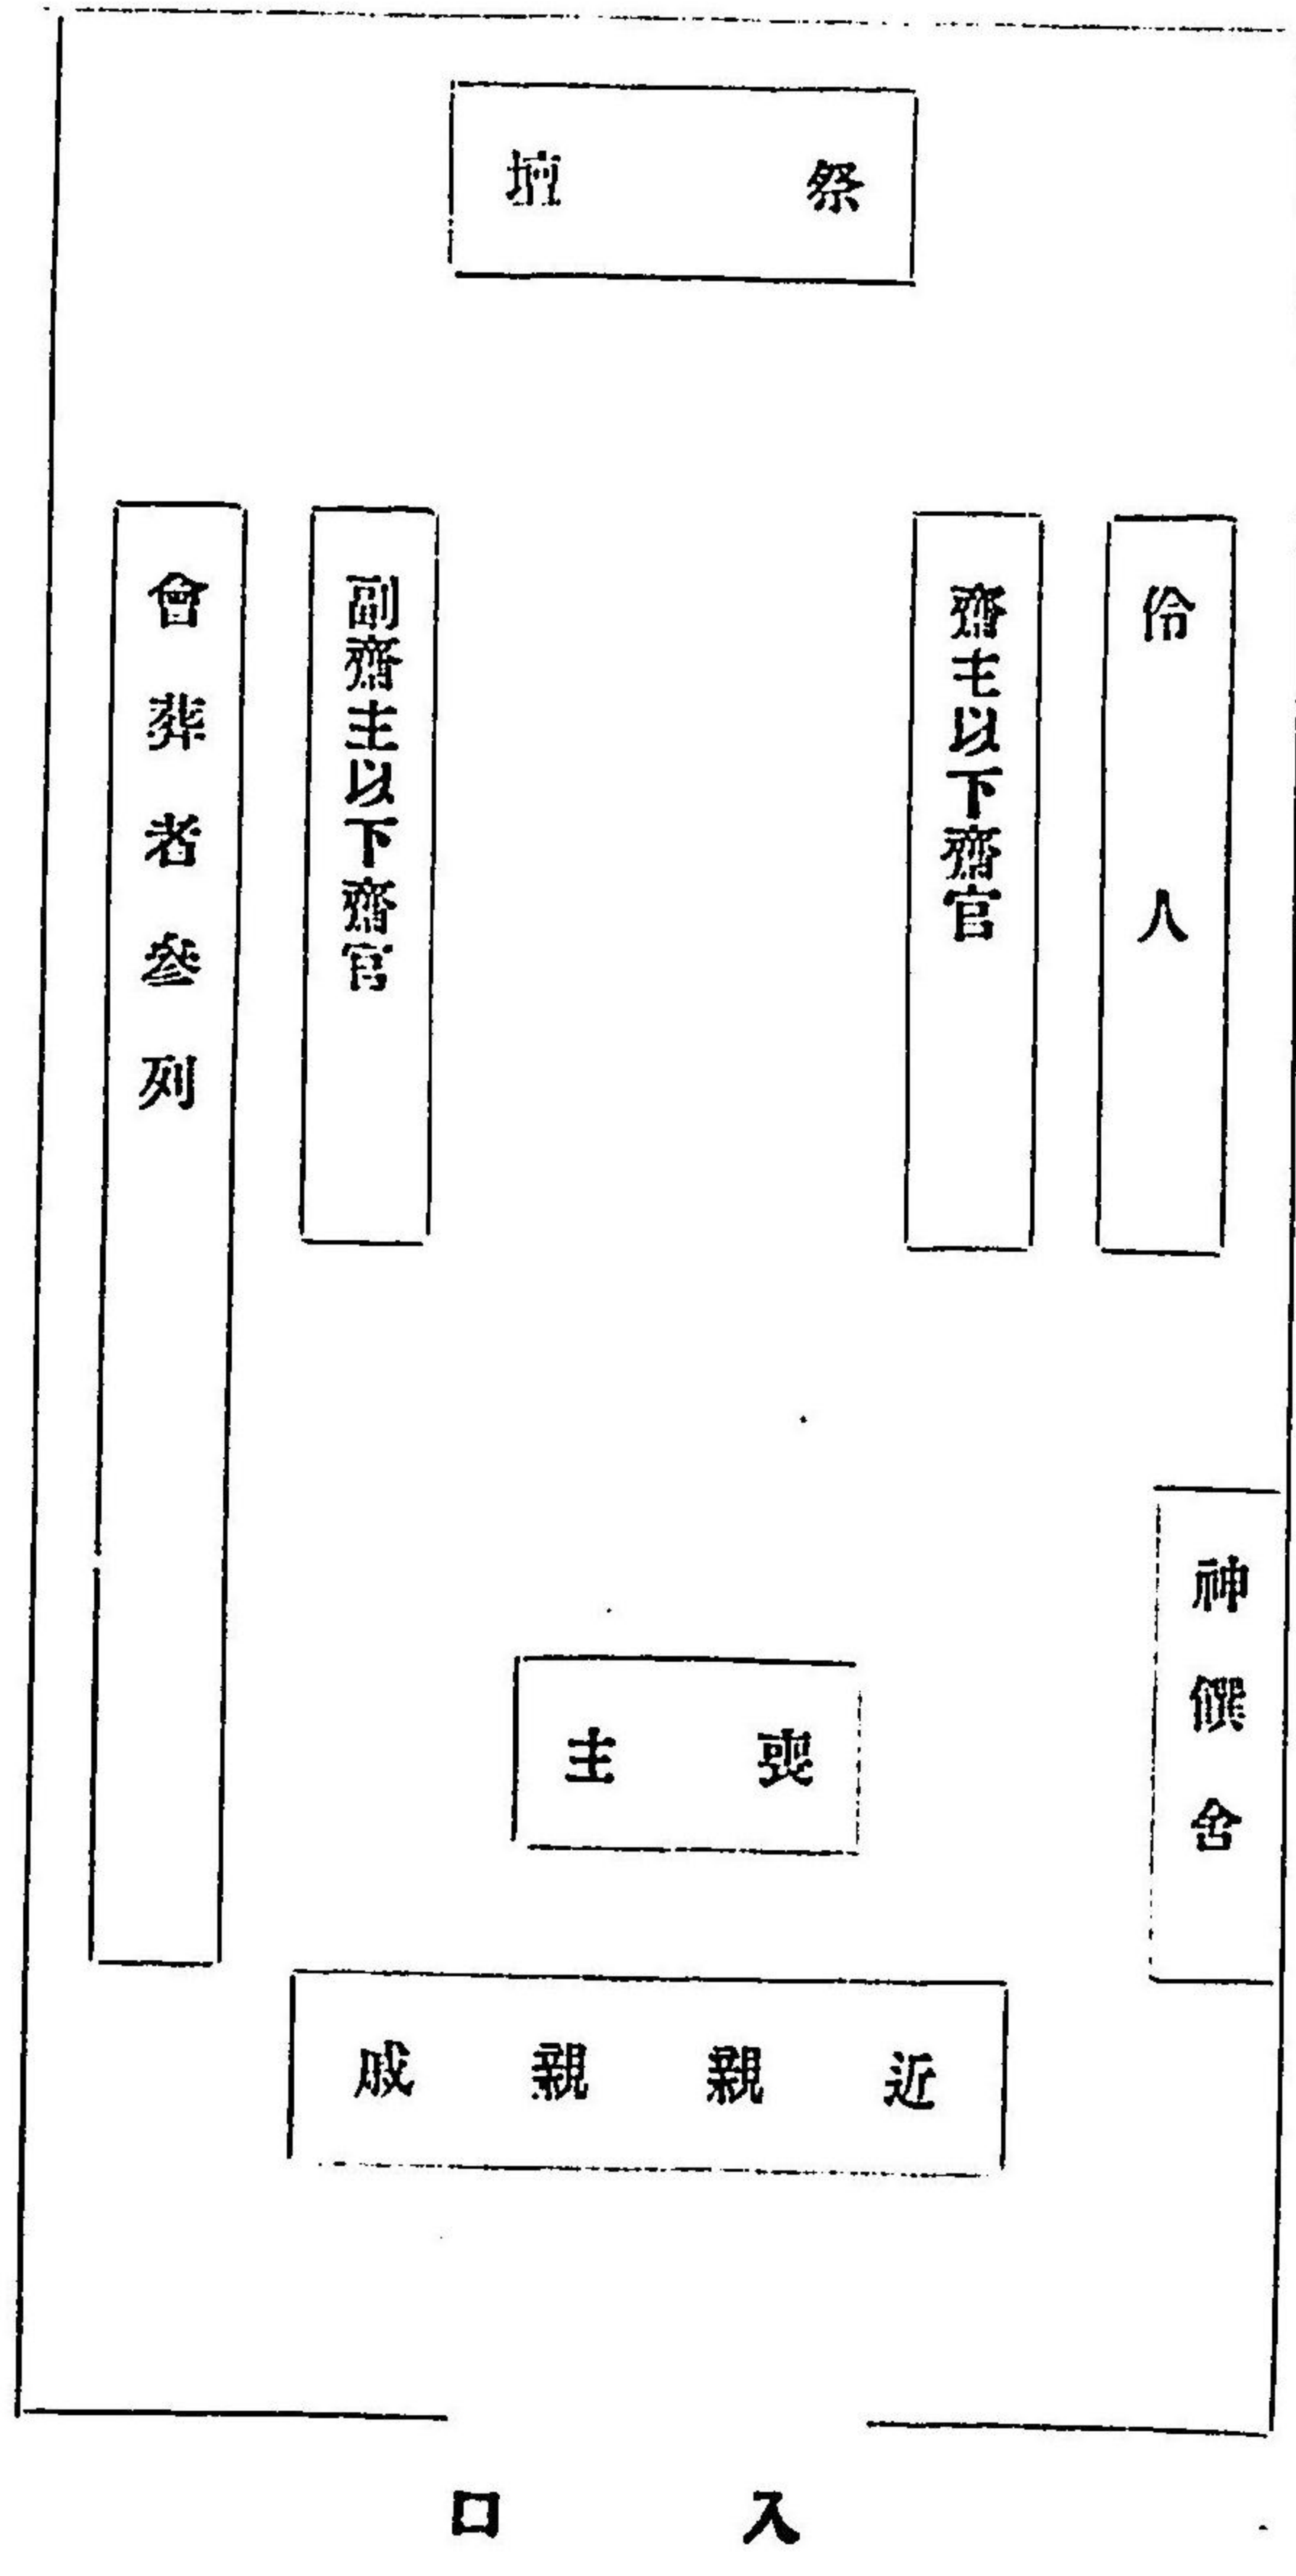 祭壇
伶人
齋主以下齋官
副齋主以下齋官
會葬者參列
神饌舎
喪主
近親親戚
入口